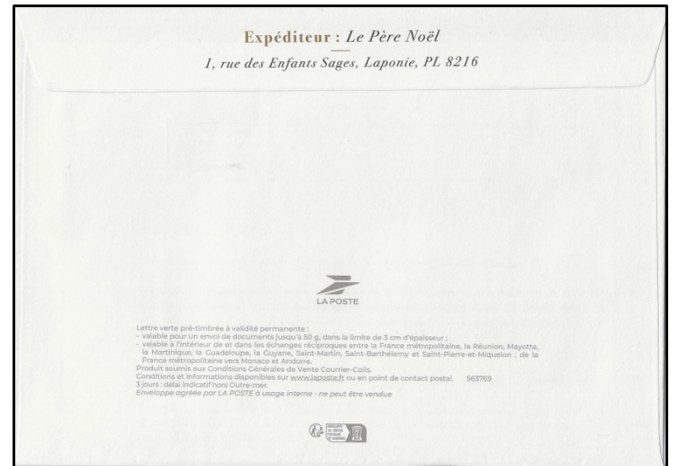 Expéditeur : Le Père Noël
1, rue des Enfants Sages, Laponie, PL 8216
LA POSTE
Lettre verte pré-timbrée à validité permanente :
- valable pour un envoi de documents jusqu'à 50 g, dans la limite de 3 cm d'épaisseur ;
- valable à l'intérieur de et dans les échanges réciproques entre la France métropolitaine, la Réunion, Mayotte,
la Martinique, la Guadeloupe, la Guyane, Saint-Martin, Saint-Barthélemy et Saint-Pierre-et-Miquelon ; de la
France métropolitaine vers Monaco et Andorre.
Produit soumis aux Conditions Générales de Vente Courrier-Colis.
Conditions et informations disponibles sur www.laposte.fr ou en point de contact postal. 563769
3 jours : délai indicatif hors Outre-mer.
Enveloppe agréée par LA POSTE à usage interne - ne peut être vendue